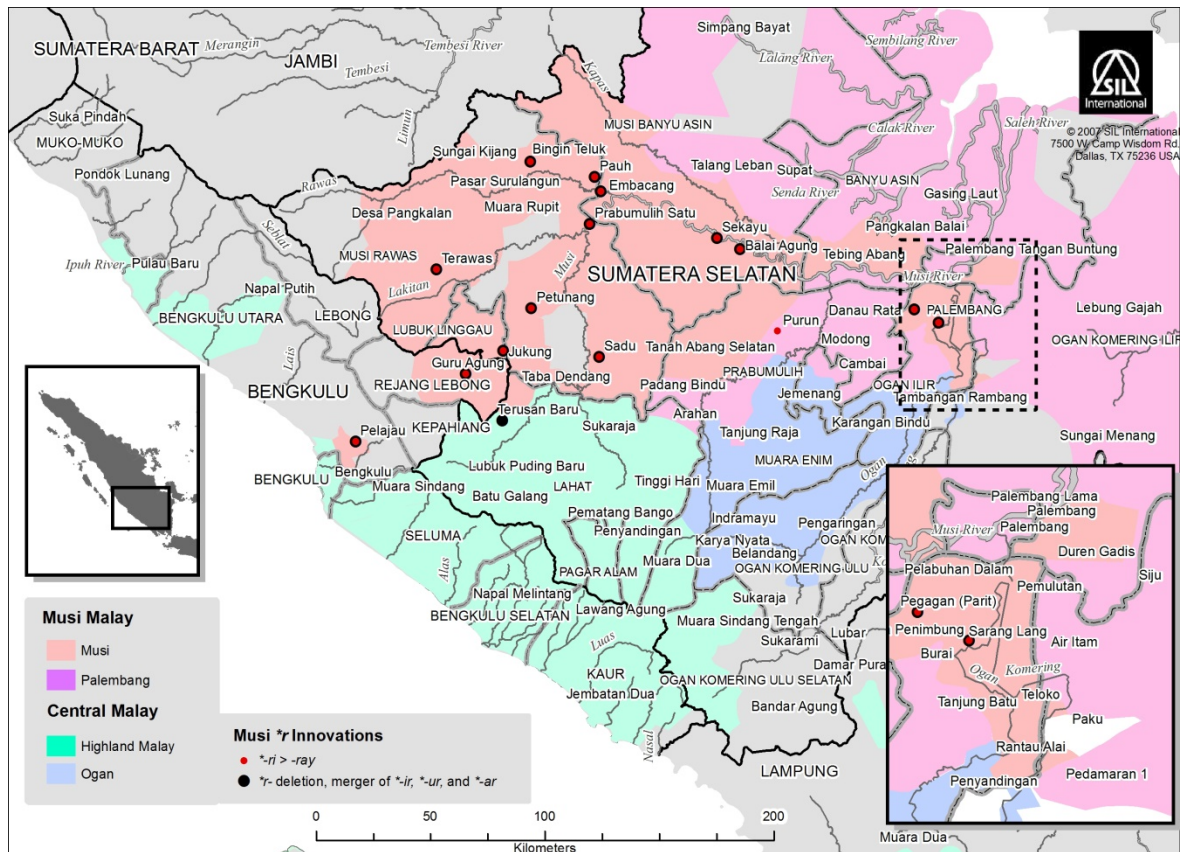 Simpang Bayat
Sembilang River
SUMATERA BARAT
Merangin
Tembesi River
JAMBI
Lalang River
Kapas
Tembesi
SIL
International
© 2007 SIL International
7500 W. Camp Wisdom Rd.
Dallas, TX 75236 USA
Suka Pindah
MUKO-MUKO
Limun
MUSI BANYU ASIN
Calak River
Saleh River
Pondok Lunang
Sungai Kijang
Bingin Teluk
Pauh
Talang Leban
Supat
BANYU ASIN
Rawas
Pasar Surulangun
Embacang
Senda River
Gasing Laut
Desa Pangkalan
Muara Rupit
Prabumulih Satu
Sekayu
Pangkalan Balai
Seblat
Balai Agung
Ipuh River
Pulau Baru
MUSI RAWAS
Terawas
Musi
SUMATERA SELATAN
Tebing Abang
Palembang Tangan Buntung
Musi River
Napal Putih
Lakitan
Petunang
Danau Rata
PALEMBANG
Lebung Gajah
BENGKULU UTARA
LEBONG
LUBUK LINGGAU
Purun
Modong
OGAN KOMERING ILIR
Lais
Jukung
Sadu
Tanah Abang Selatan
Guru Agung
Cambai
BENGKULU
REJANG LEBONG
Taba Dendang
Padang Bindu
PRABUMULIH
OGAN ILIR
Jemenang
Tambangan Rambang
Terusan Baru
Arahan
KEPAHIANG
Sukaraja
Karangan Bindu
Pelajau
Tanjung Raja
Sungai Menang
Bengkulu
Lubuk Puding Baru
MUARA ENIM
Ogan
BENGKULU
Muara Sindang
LAHAT
Tinggi Hari
Muara Emil
Batu Galang
Pematang Bango
Indramayu
Pengaringan
SELUMA
Penyandingan
Karya Nyata
OGAN KOM
Belandang
Alas
PAGAR ALAM
Muara Dua
OGAN KOMERING ULU
Ko
Napal Melintang
Sukaraja
BENGKULU SELATAN
Lawang Agung
Muara Sindang Tengah
Luas
Sukarami
Lubar
Damar Pura
KAUR
OGAN KOMERING ULU SELATAN
Jembatan Dua
Bandar Agung
Nasal
LAMPUNG
Muara Dua
Musi Malay
Musi
Palembang
Central Malay
Highland Malay
Ogan
Musi *r Innovations
*-ri > -ray
*r- deletion, merger of *-ir, *-ur, and *-ar
0 50 100 200
Kilometers
Palembang Lama
Palembang
Musi River
Palembang
Duren Gadis
Pelabuhan Dalam
Pemulutan
Siju
Pegagan (Parit)
Penimbung
Sarang Lang
Air Itam
Burai
Komering
Ogan
Teloko
Tanjung Batu
Paku
Rantau Alai
Penyandingan
Pedamaran 1